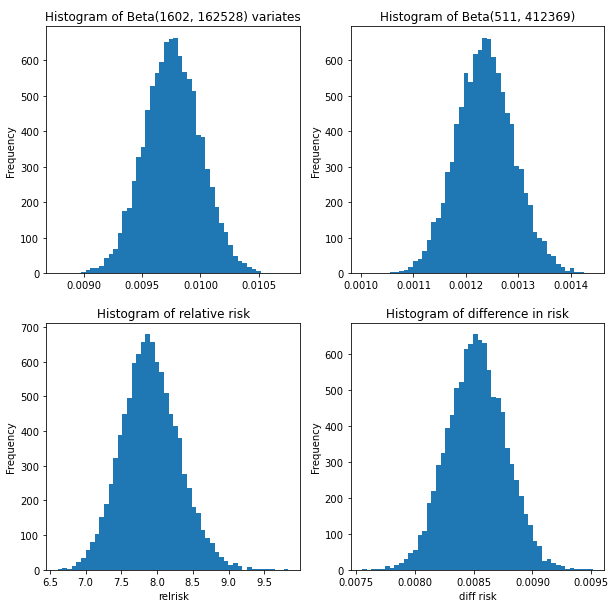 Histogram of Beta(1602, 162528) variates
Frequency
600
500
400
300
200
100
0
0.0090 0.0095 0.0100 0.0105
Histogram of Beta(511, 412369)
Frequency
600
500
400
300
200
100
0
0.0010 0.0011 0.0012 0.0013 0.0014
Histogram of relative risk
Frequency
700
600
500
400
300
200
100
0
6.5 7.0 7.5 8.0 8.5 9.0 9.5
relrisk
Histogram of difference in risk
Frequency
600
500
400
300
200
100
0
0.0075 0.0080 0.0085 0.0090 0.0095
diff risk